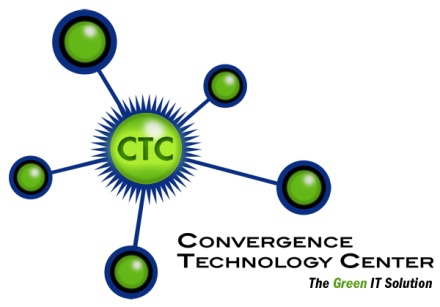 CTC
CONVERGENCE
TECHNOLOGY CENTER
The Green IT Solution